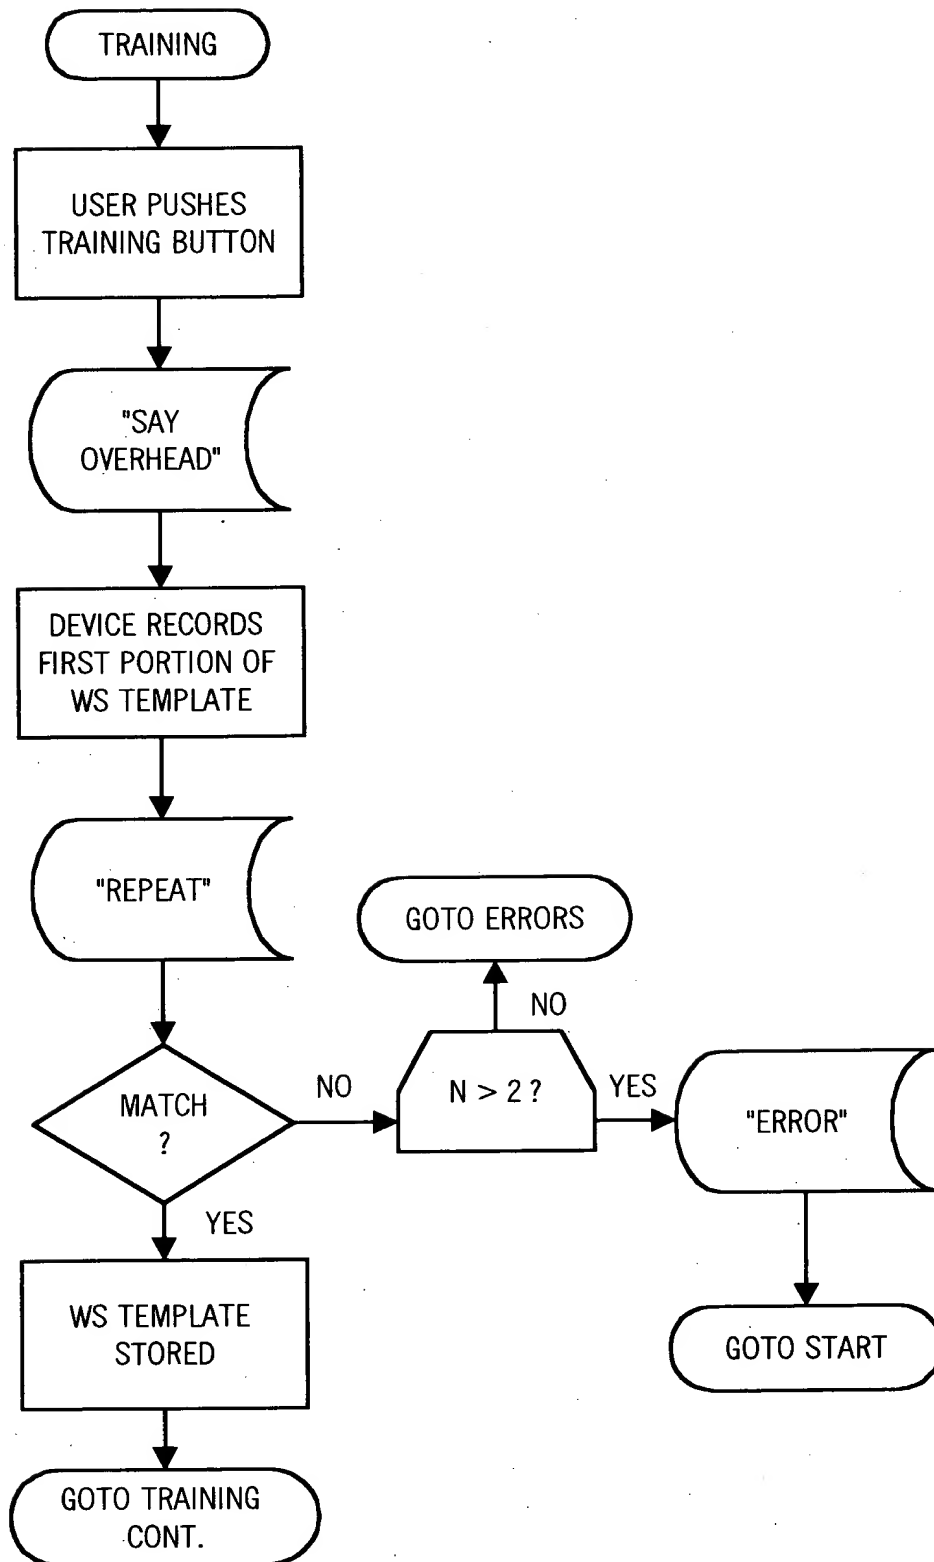 TRAINING
USER PUSHES
TRAINING BUTTON
"SAY
OVERHEAD"
DEVICE RECORDS
FIRST PORTION OF
WS TEMPLATE
"REPEAT"
GOTO ERRORS
NO
MATCH
?
NO
N > 2 ?
YES
"ERROR"
YES
WS TEMPLATE
STORED
GOTO START
GOTO TRAINING
CONT.